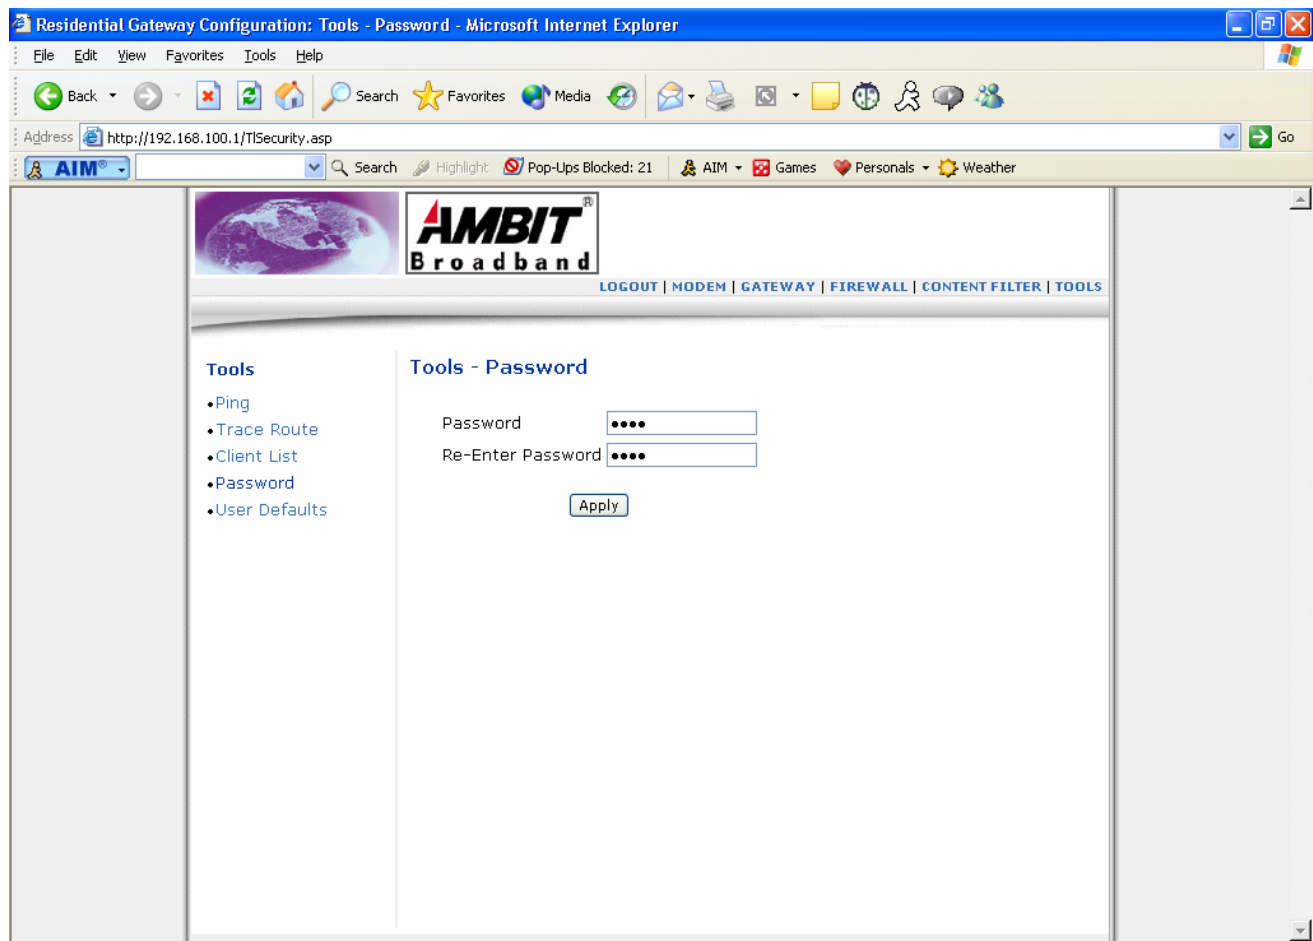 Residential Gateway Configuration: Tools - Password - Microsoft Internet Explorer
File Edit View Favorites Tools Help
Back Search Favorites Media
Address http://192.168.100.1/TlSecurity.asp Go
AIM® Search Highlight Pop-Ups Blocked: 21 AIM Games Personals Weather
AMBIT®
Broadband
LOGOUT | MODEM | GATEWAY | FIREWALL | CONTENT FILTER | TOOLS
Tools
•Ping
•Trace Route
•Client List
•Password
•User Defaults
Tools - Password
Password ••••
Re-Enter Password ••••
Apply